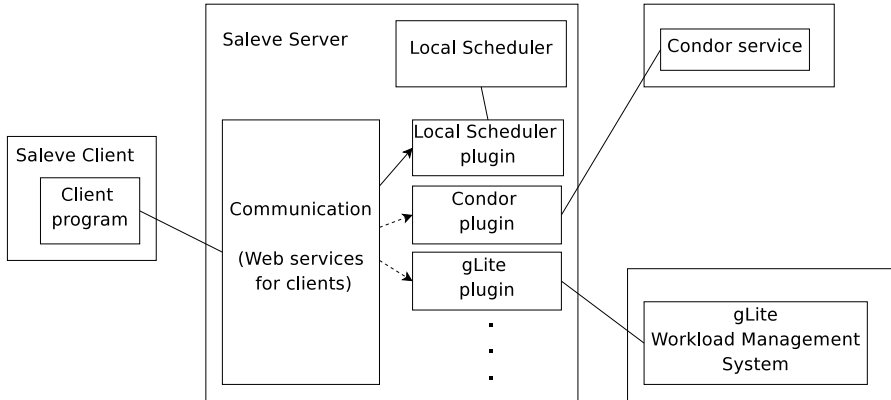 Saleve Server
Local Scheduler
Condor service
Saleve Client
Client
program
Communication
(Web services
for clients)
Local Scheduler
plugin
Condor
plugin
gLite
plugin
gLite
Workload Management
System